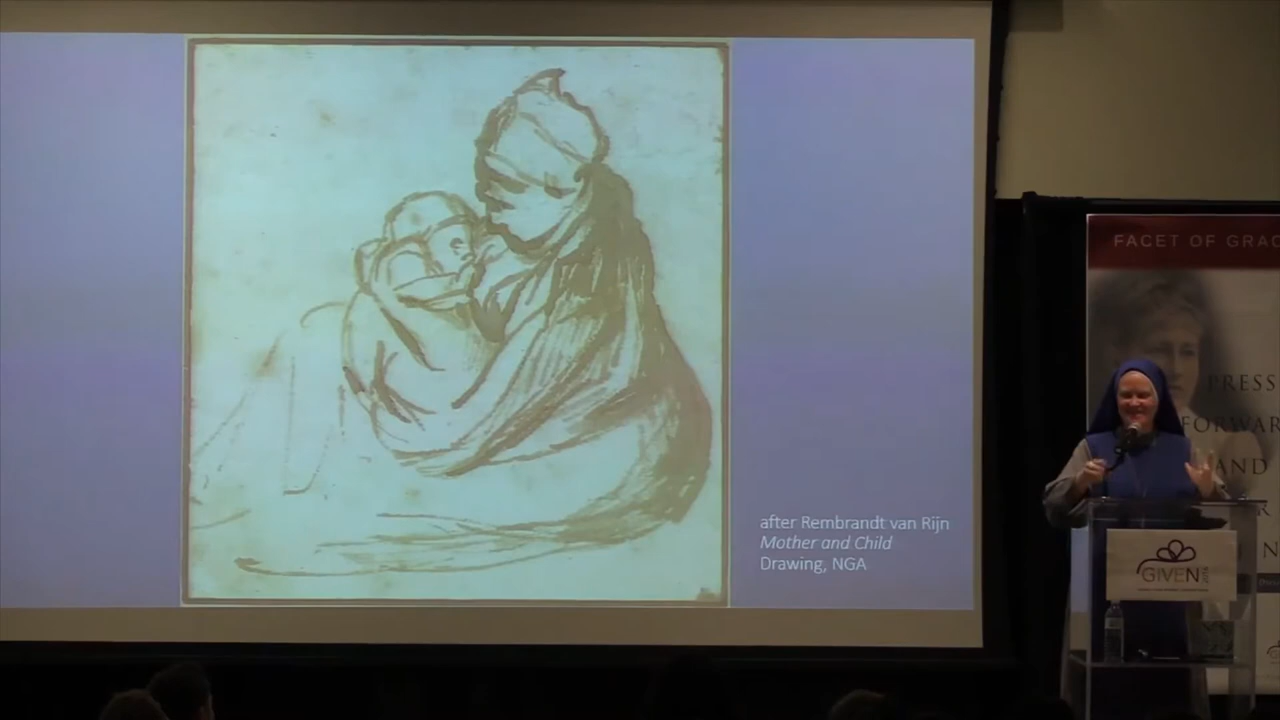 after Rembrandt van Rijn
Mother and Child
Drawing, NGA
FACET OF GRAC
PRESS
FORWAR
AND
R
N
GIVEN